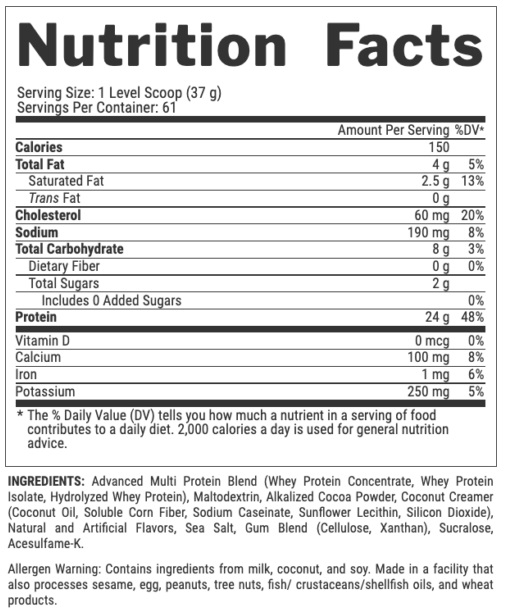 Nutrition Facts
Serving Size: 1 Level Scoop (37 g)
Servings Per Container: 61
Amount Per Serving %DV*
Calories 150
Total Fat 4 g 5%
Saturated Fat 2.5 g 13%
Trans Fat 0 g
Cholesterol 60 mg 20%
Sodium 190 mg 8%
Total Carbohydrate 8 g 3%
Dietary Fiber 0 g 0%
Total Sugars 2 g
Includes 0 Added Sugars 0%
Protein 24 g 48%
Vitamin D 0 mcg 0%
Calcium 100 mg 8%
Iron 1 mg 6%
Potassium 250 mg 5%
* The % Daily Value (DV) tells you how much a nutrient in a serving of food
contributes to a daily diet. 2,000 calories a day is used for general nutrition
advice.
INGREDIENTS: Advanced Multi Protein Blend (Whey Protein Concentrate, Whey Protein
Isolate, Hydrolyzed Whey Protein), Maltodextrin, Alkalized Cocoa Powder, Coconut Creamer
(Coconut Oil, Soluble Corn Fiber, Sodium Caseinate, Sunflower Lecithin, Silicon Dioxide),
Natural and Artificial Flavors, Sea Salt, Gum Blend (Cellulose, Xanthan), Sucralose,
Acesulfame-K.
Allergen Warning: Contains ingredients from milk, coconut, and soy. Made in a facility that
also processes sesame, egg, peanuts, tree nuts, fish/ crustaceans/shellfish oils, and wheat
products.